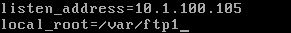 listen_address=10.1.100.105
local_root=/var/ftp1_